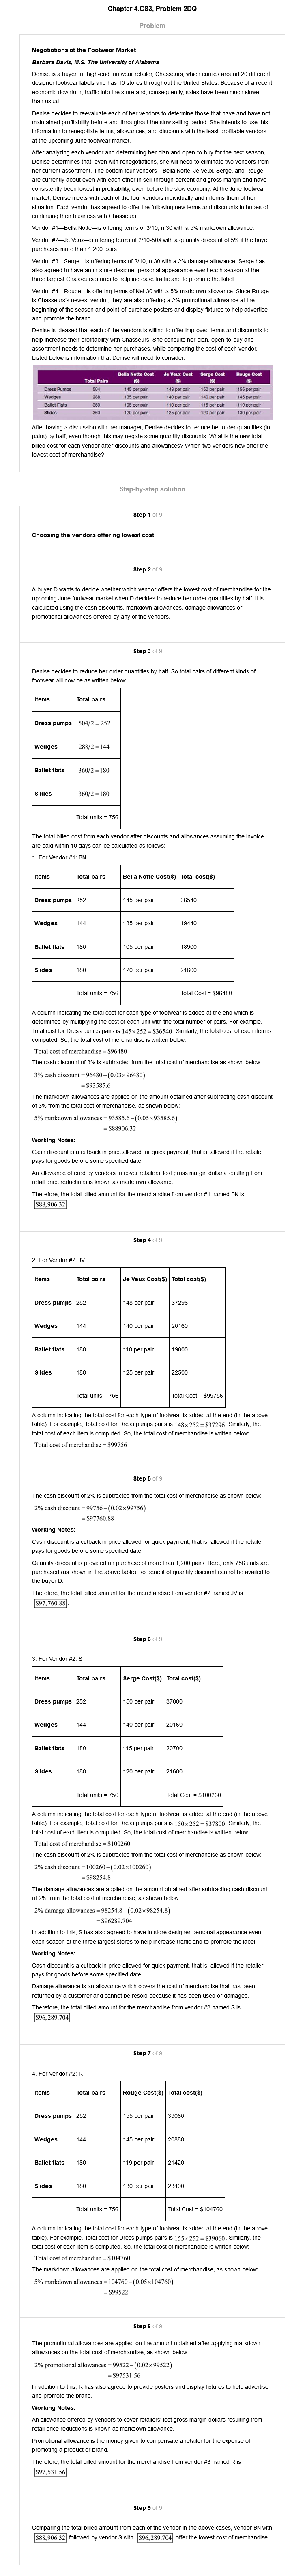 Chapter 4.CS3, Problem 2DQ
Problem
Negotiations at the Footwear Market
Barbara Davis, M.S. The University of Alabama
Denise is a buyer for high-end footwear retailer, Chasseurs, which carries around 20 different
designer footwear labels and has 10 stores throughout the United States. Because of a recent
economic downturn, traffic into the store and, consequently, sales have been much slower
than usual.
Denise decides to reevaluate each of her vendors to determine those that have and have not
maintained profitability before and throughout the slow selling period. She intends to use this
information to renegotiate terms, allowances, and discounts with the least profitable vendors
at the upcoming June footwear market.
After analyzing each vendor and determining her plan and open-to-buy for the next season,
Denise determines that, even with renegotiations, she will need to eliminate two vendors from
her current assortment. The bottom four vendors—Bella Notte, Je Veux, Serge, and Rouge—
are currently about even with each other in sell-through percent and gross margin and have
consistently been lowest in profitability, even before the slow economy. At the June footwear
market, Denise meets with each of the four vendors individually and informs them of her
situation. Each vendor has agreed to offer the following new terms and discounts in hopes of
continuing their business with Chasseurs:
Vendor #1—Bella Notte—is offering terms of 3/10, n 30 with a 5% markdown allowance.
Vendor #2—Je Veux—is offering terms of 2/10-50X with a quantity discount of 5% if the buyer
purchases more than 1,200 pairs.
Vendor #3—Serge—is offering terms of 2/10, n 30 with a 2% damage allowance. Serge has
also agreed to have an in-store designer personal appearance event each season at the
three largest Chasseurs stores to help increase traffic and to promote the label.
Vendor #4—Rouge—is offering terms of Net 30 with a 5% markdown allowance. Since Rouge
is Chasseurs's newest vendor, they are also offering a 2% promotional allowance at the
beginning of the season and point-of-purchase posters and display fixtures to help advertise
and promote the brand.
Denise is pleased that each of the vendors is willing to offer improved terms and discounts to
help increase their profitability with Chasseurs. She consults her plan, open-to-buy and
assortment needs to determine her purchases, while comparing the cost of each vendor.
Listed below is information that Denise will need to consider:
Total Pairs Bella Notte Cost ($) Je Veux Cost ($) Serge Cost ($) Rouge Cost ($)
Dress Pumps 504 145 per pair 148 per pair 150 per pair 155 per pair
Wedges 288 135 per pair 140 per pair 140 per pair 145 per pair
Ballet Flats 360 105 per pair 110 per pair 115 per pair 119 per pair
Slides 360 120 per pair| 125 per pair 120 per pair 130 per pair
After having a discussion with her manager, Denise decides to reduce her order quantities (in
pairs) by half, even though this may negate some quantity discounts. What is the new total
billed cost for each vendor after discounts and allowances? Which two vendors now offer the
lowest cost of merchandise?
Step-by-step solution
Step 1 of 9
Choosing the vendors offering lowest cost
Step 2 of 9
A buyer D wants to decide whether which vendor offers the lowest cost of merchandise for the
upcoming June footwear market when D decides to reduce her order quantities by half. It is
calculated using the cash discounts, markdown allowances, damage allowances or
promotional allowances offered by any of the vendors.
Step 3 of 9
Denise decides to reduce her order quantities by half. So total pairs of different kinds of
footwear will now be as written below:
Items Total pairs
Dress pumps 504/2 = 252
Wedges 288/2 = 144
Ballet flats 360/2 = 180
Slides 360/2 = 180
Total units = 756
The total billed cost from each vendor after discounts and allowances assuming the invoice
are paid within 10 days can be calculated as follows:
1. For Vendor #1: BN
Items Total pairs Bella Notte Cost($) Total cost($)
Dress pumps 252 145 per pair 36540
Wedges 144 135 per pair 19440
Ballet flats 180 105 per pair 18900
Slides 180 120 per pair 21600
Total units = 756 Total Cost = $96480
A column indicating the total cost for each type of footwear is added at the end which is
determined by multiplying the cost of each unit with the total number of pairs. For example,
Total cost for Dress pumps pairs is 145×252 = $36540. Similarly, the total cost of each item is
computed. So, the total cost of merchandise is written below:
Total cost of merchandise = $96480
The cash discount of 3% is subtracted from the total cost of merchandise as shown below:
3% cash discount = 96480−(0.03×96480)
= $93585.6
The markdown allowances are applied on the amount obtained after subtracting cash discount
of 3% from the total cost of merchandise, as shown below:
5% markdown allowances = 93585.6−(0.05×93585.6)
= $88906.32
Working Notes:
Cash discount is a cutback in price allowed for quick payment, that is, allowed if the retailer
pays for goods before some specified date.
An allowance offered by vendors to cover retailers' lost gross margin dollars resulting from
retail price reductions is known as markdown allowance.
Therefore, the total billed amount for the merchandise from vendor #1 named BN is
$88,906.32
Step 4 of 9
2. For Vendor #2: JV
Items Total pairs Je Veux Cost($) Total cost($)
Dress pumps 252 148 per pair 37296
Wedges 144 140 per pair 20160
Ballet flats 180 110 per pair 19800
Slides 180 125 per pair 22500
Total units = 756 Total Cost = $99756
A column indicating the total cost for each type of footwear is added at the end (in the above
table). For example, Total cost for Dress pumps pairs is 148×252 = $37296. Similarly, the
total cost of each item is computed. So, the total cost of merchandise is written below:
Total cost of merchandise = $99756
Step 5 of 9
The cash discount of 2% is subtracted from the total cost of merchandise as shown below:
2% cash discount = 99756−(0.02×99756)
= $97760.88
Working Notes:
Cash discount is a cutback in price allowed for quick payment, that is, allowed if the retailer
pays for goods before some specified date.
Quantity discount is provided on purchase of more than 1,200 pairs. Here, only 756 units are
purchased (as shown in the above table), so benefit of quantity discount cannot be availed to
the buyer D.
Therefore, the total billed amount for the merchandise from vendor #2 named JV is
$97,760.88
Step 6 of 9
3. For Vendor #2: S
Items Total pairs Serge Cost($) Total cost($)
Dress pumps 252 150 per pair 37800
Wedges 144 140 per pair 20160
Ballet flats 180 115 per pair 20700
Slides 180 120 per pair 21600
Total units = 756 Total Cost = $100260
A column indicating the total cost for each type of footwear is added at the end (in the above
table). For example, Total cost for Dress pumps pairs is 150×252 = $37800. Similarly, the
total cost of each item is computed. So, the total cost of merchandise is written below:
Total cost of merchandise = $100260
The cash discount of 2% is subtracted from the total cost of merchandise as shown below:
2% cash discount = 100260−(0.02×100260)
= $98254.8
The damage allowances are applied on the amount obtained after subtracting cash discount
of 2% from the total cost of merchandise, as shown below:
2% damage allowances = 98254.8−(0.02×98254.8)
= $96289.704
In addition to this, S has also agreed to have in store designer personal appearance event
each season at the three largest stores to help increase traffic and to promote the label.
Working Notes:
Cash discount is a cutback in price allowed for quick payment, that is, allowed if the retailer
pays for goods before some specified date.
Damage allowance is an allowance which covers the cost of merchandise that has been
returned by a customer and cannot be resold because it has been used or damaged.
Therefore, the total billed amount for the merchandise from vendor #3 named S is
$96,289.704.
Step 7 of 9
4. For Vendor #2: R
Items Total pairs Rouge Cost($) Total cost($)
Dress pumps 252 155 per pair 39060
Wedges 144 145 per pair 20880
Ballet flats 180 119 per pair 21420
Slides 180 130 per pair 23400
Total units = 756 Total Cost = $104760
A column indicating the total cost for each type of footwear is added at the end (in the above
table). For example, Total cost for Dress pumps pairs is 155×252 = $39060. Similarly, the
total cost of each item is computed. So, the total cost of merchandise is written below:
Total cost of merchandise = $104760
The markdown allowances are applied on the total cost of merchandise, as shown below:
5% markdown allowances = 104760−(0.05×104760)
= $99522
Step 8 of 9
The promotional allowances are applied on the amount obtained after applying markdown
allowances on the total cost of merchandise, as shown below:
2% promotional allowances = 99522−(0.02×99522)
= $97531.56
In addition to this, R has also agreed to provide posters and display fixtures to help advertise
and promote the brand.
Working Notes:
An allowance offered by vendors to cover retailers' lost gross margin dollars resulting from
retail price reductions is known as markdown allowance.
Promotional allowance is the money given to compensate a retailer for the expense of
promoting a product or brand.
Therefore, the total billed amount for the merchandise from vendor #3 named R is
$97,531.56.
Step 9 of 9
Comparing the total billed amount from each of the vendor in the above cases, vendor BN with
$88,906.32 followed by vendor S with $96,289.704 offer the lowest cost of merchandise.